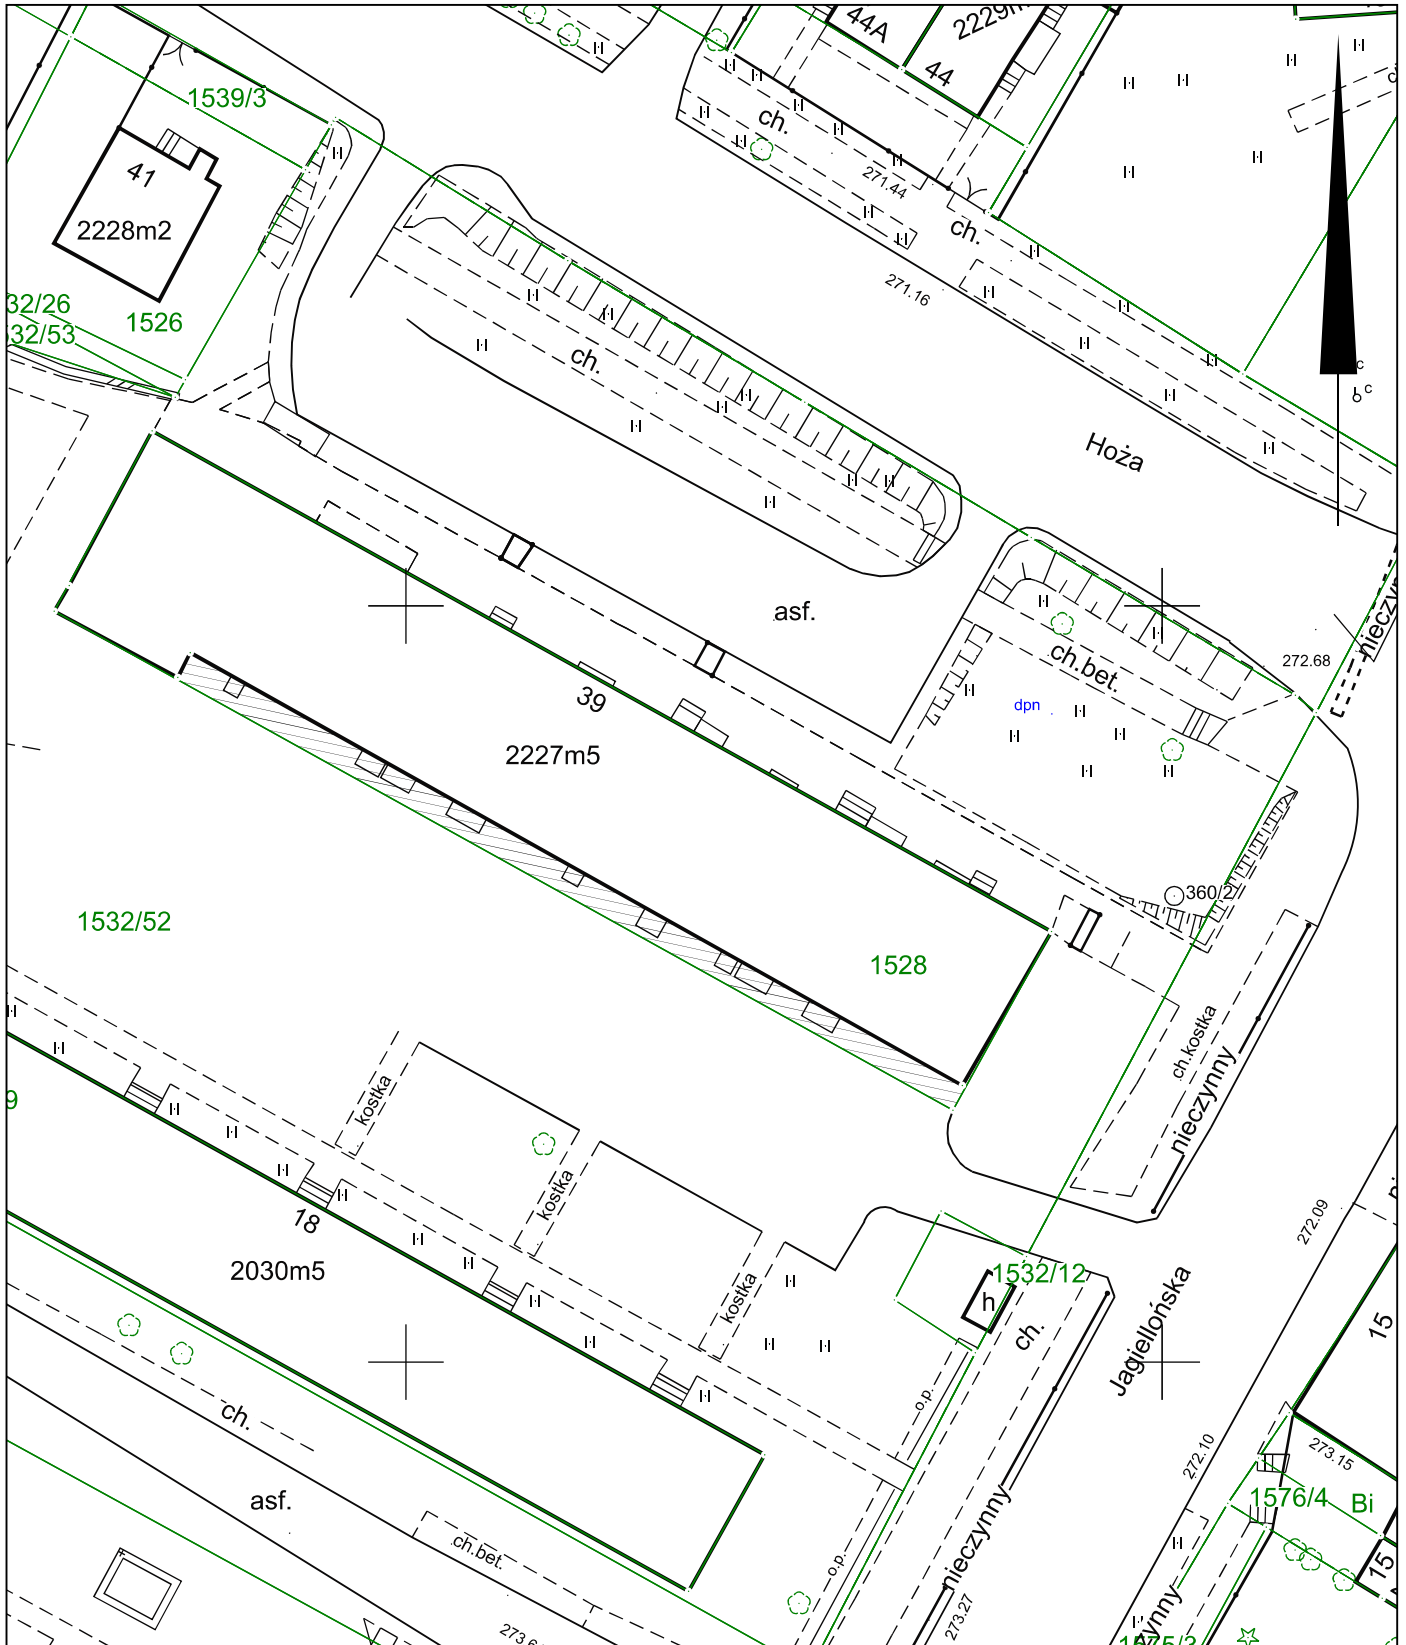 44A
44
1539/3
ch.
41
271.44
2228m2
ch.
271.16
32/26
32/53
1526
ch.
c
c
Hoża
asf.
ch.bet.
272.68
39
dpn
2227m5
360/2
1532/52
1528
ch.kostka
nieczynny
kostka
9
kostka
18
272.09
2030m5
kostka
1532/12
h
ch.
Jagiellońska
15
o.p.
ch.
272.10
273.15
asf.
1576/4
Bi
nieczynny
ch.bet.
o.p.
15
273.27